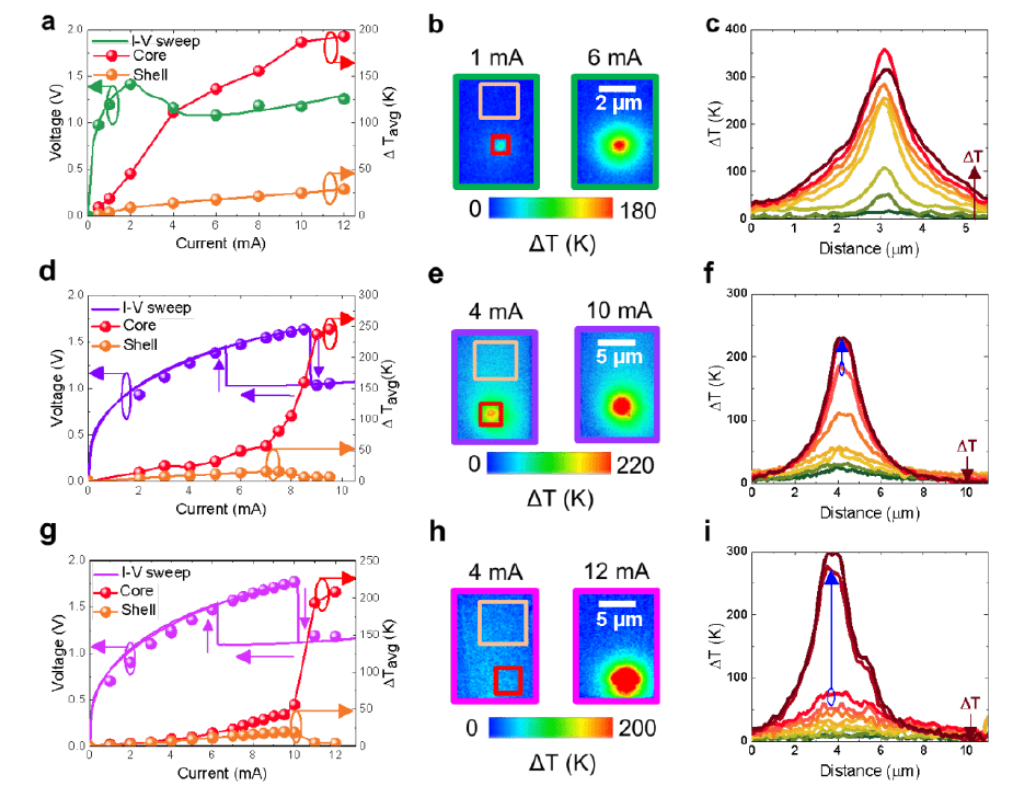 a
2.0
1.5
1.0
0.5
0.0
Voltage (V)
I-V sweep
Core
Shell
200
150
100
50
0
Δ Tavg(K)
0 2 4 6 8 10 12
Current (mA)
b
1 mA 6 mA
2 µm
0 180
ΔT (K)
c
400
300
200
100
0
ΔT (K)
ΔT
0 1 2 3 4 5
Distance (µm)
d
2.0
1.5
1.0
0.5
0.0
Voltage (V)
I-V sweep
Core
Shell
300
250
200
150
100
50
0
Δ Tavg(K)
0 2 4 6 8 10
Current (mA)
e
4 mA 10 mA
5 µm
0 220
ΔT (K)
f
300
200
100
0
ΔT (K)
ΔT
0 2 4 6 8 10
Distance (µm)
g
2.0
1.5
1.0
0.5
0.0
Voltage (V)
I-V sweep
Core
Shell
250
200
150
100
50
0
Δ Tavg(K)
0 2 4 6 8 10 12
Current (mA)
h
4 mA 12 mA
5 µm
0 200
ΔT (K)
i
300
200
100
0
ΔT (K)
ΔT
0 2 4 6 8 10
Distance (µm)